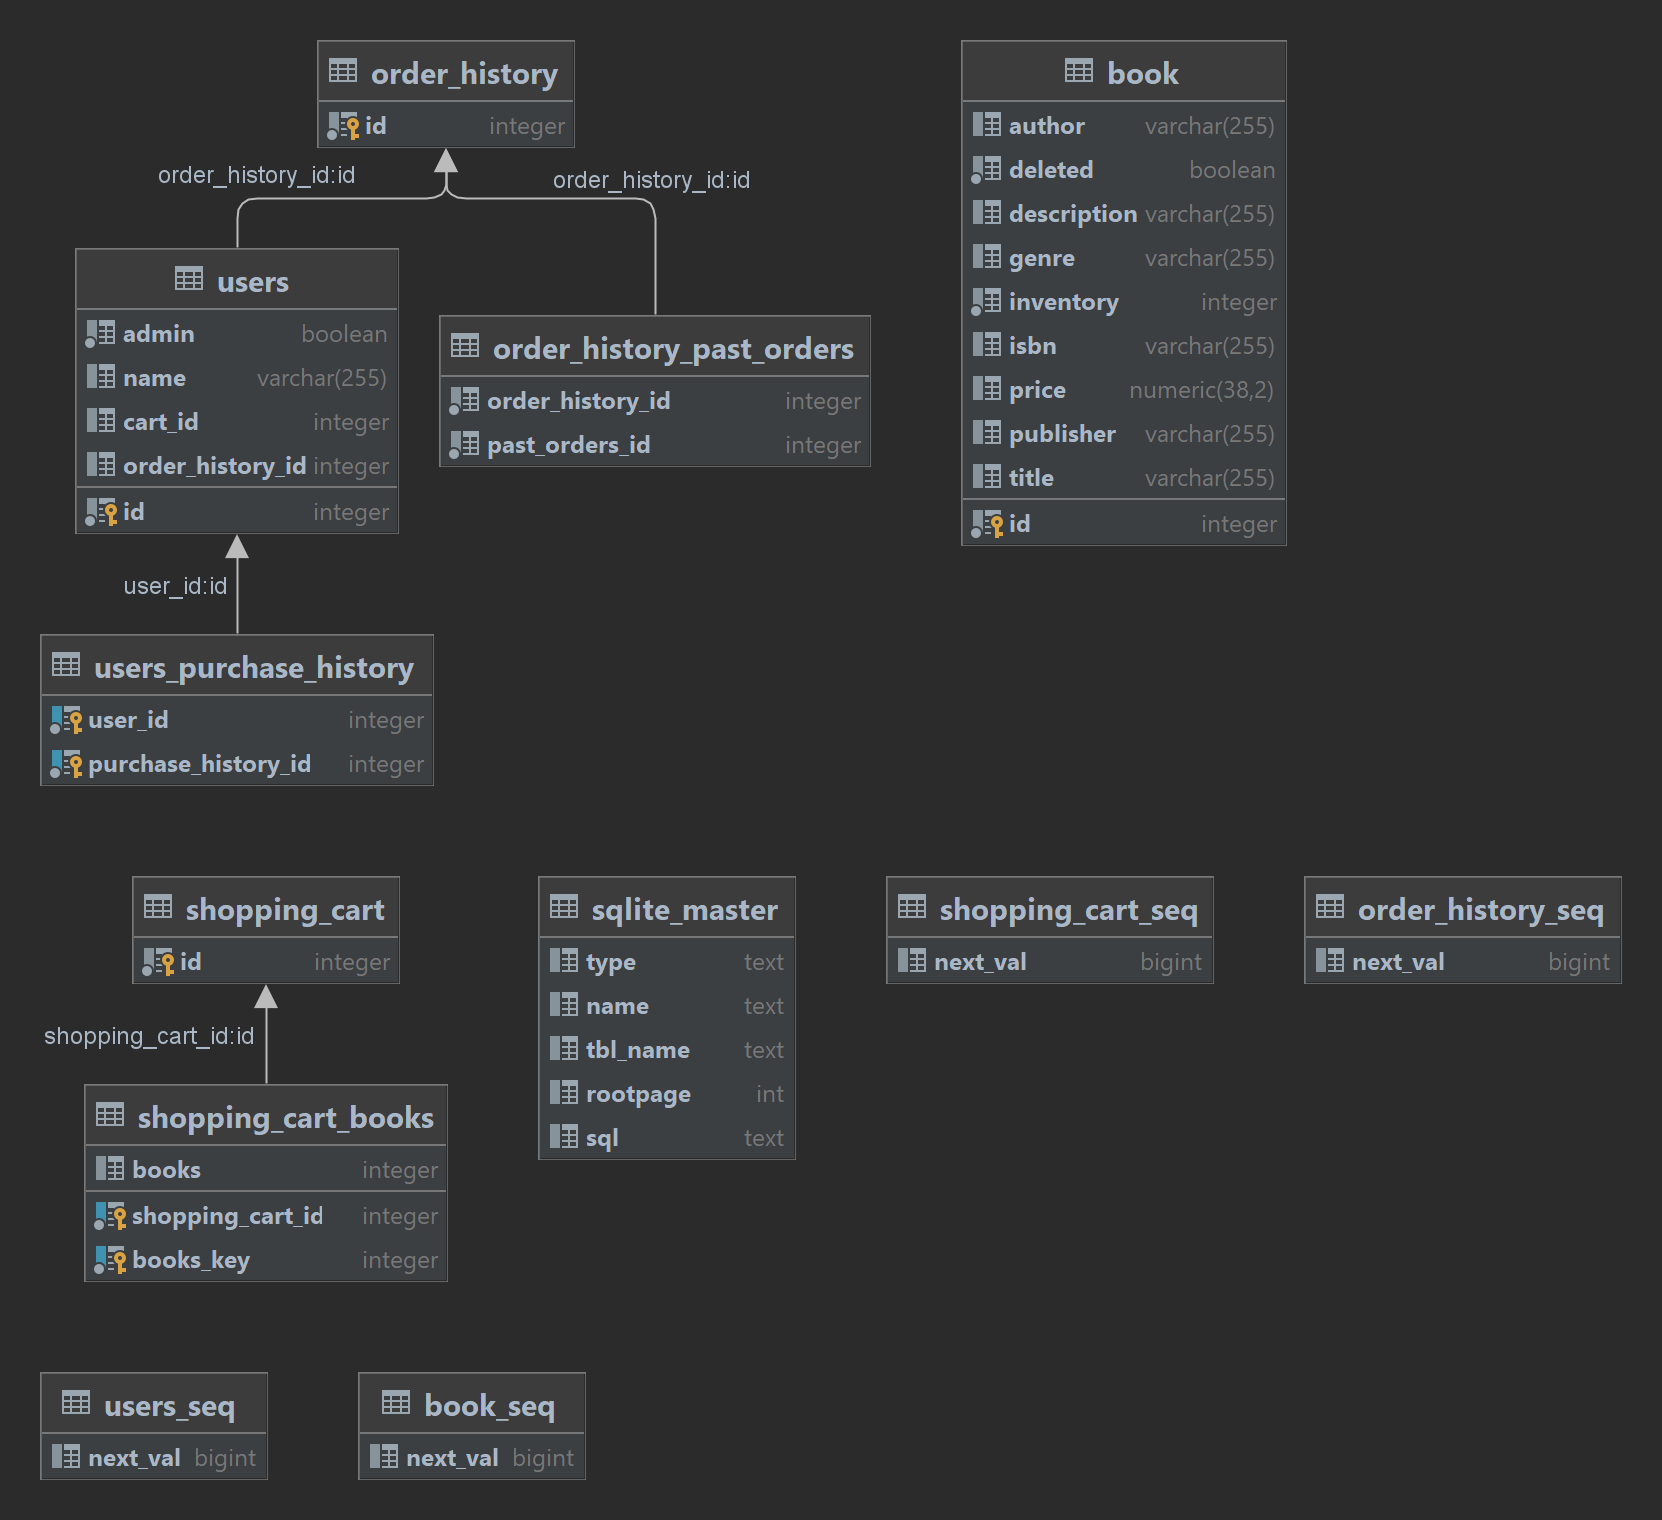 order_history
id integer
order_history_id:id
order_history_id:id
users
admin boolean
name varchar(255)
cart_id integer
order_history_id integer
id integer
order_history_past_orders
order_history_id integer
past_orders_id integer
book
author varchar(255)
deleted boolean
description varchar(255)
genre varchar(255)
inventory integer
isbn varchar(255)
price numeric(38,2)
publisher varchar(255)
title varchar(255)
id integer
user_id:id
users_purchase_history
user_id integer
purchase_history_id integer
shopping_cart
id integer
shopping_cart_id:id
shopping_cart_books
books integer
shopping_cart_id integer
books_key integer
sqlite_master
type text
name text
tbl_name text
rootpage int
sql text
shopping_cart_seq
next_val bigint
order_history_seq
next_val bigint
users_seq
next_val bigint
book_seq
next_val bigint